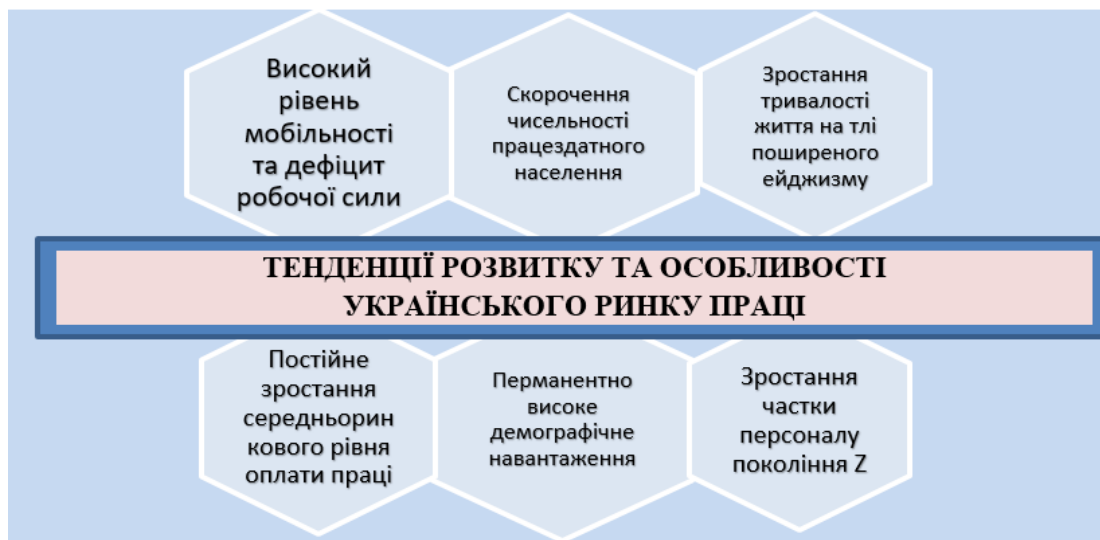 Високий
рівень
мобільності
та дефіцит
робочої сили
Скорочення
чисельності
працездатного
населення
Зростання
тривалості
життя на тлі
поширеного
ейджизму
ТЕНДЕНЦІЇ РОЗВИТКУ ТА ОСОБЛИВОСТІ
УКРАЇНСЬКОГО РИНКУ ПРАЦІ
Постійне
зростання
середньорин
кового рівня
оплати праці
Перманентно
високе
демографічне
навантаження
Зростання
частки
персоналу
покоління Z